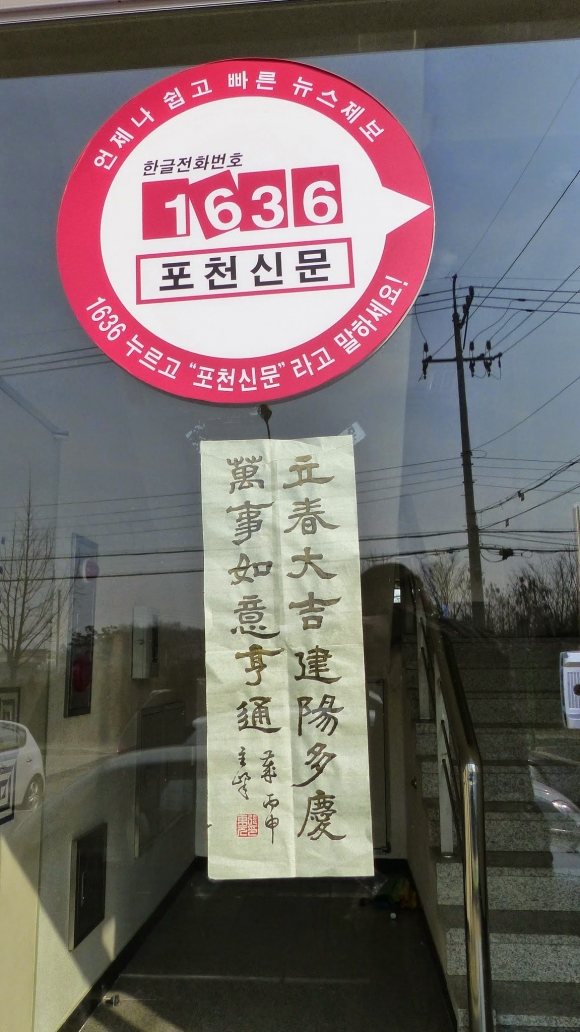 언제나 쉽고 빠른 뉴스제보
한글전화번호
1636
포천신문
1636 누르고 "포천신문"라고 말하세요!
立春大吉建陽多慶
萬事如意亨通
丙申